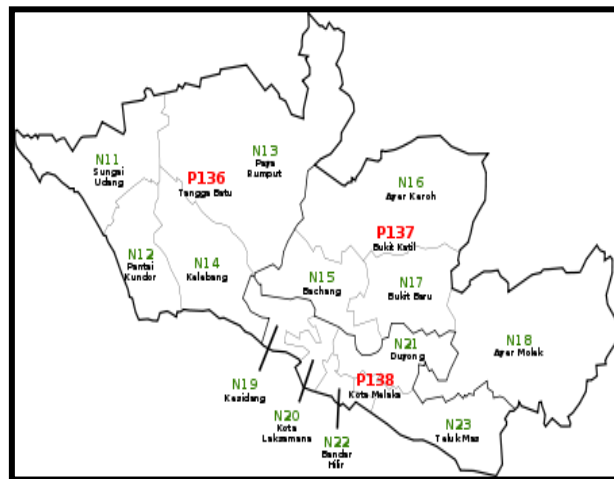 N11
Sungai
Udang
N13
Paya
Rumput
P136
Tangga Batu
N12
Pantai
Kundor
N14
Kelebang
N16
Ayer Keroh
P137
Bukit Katil
N15
Bachang
N17
Bukit Baru
N18
Ayer Molek
N21
Duyong
N19
Kesidang
P138
Kota Melaka
N20
Kota
Laksamana
N22
Bandar
Hilir
N23
Teluk Mas